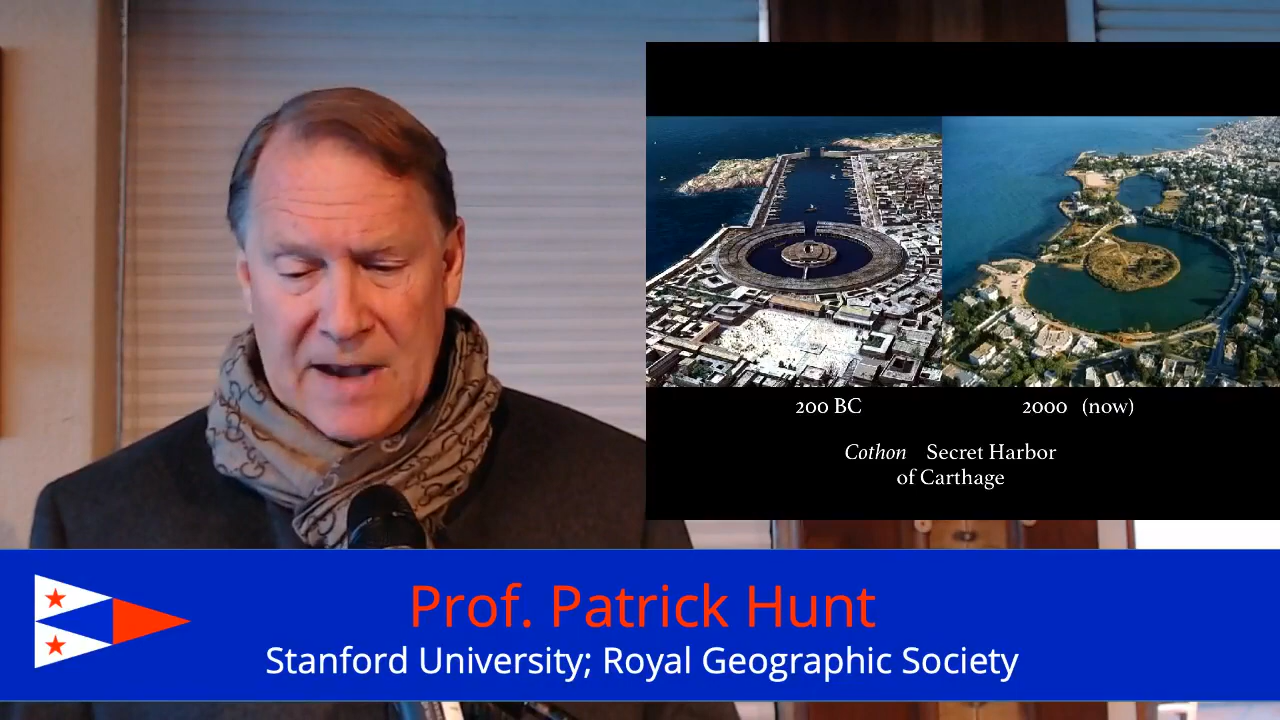 200 BC
2000 (now)
Cothon Secret Harbor
of Carthage
Prof. Patrick Hunt
Stanford University; Royal Geographic Society